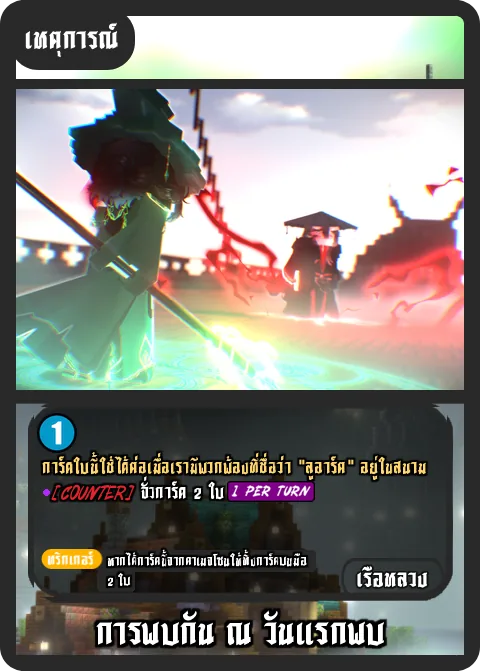 เหตุการณ์
1
การ์ดใบนี้ใช้ได้ต่อเมื่อเรามีพวกพ้องที่ชื่อว่า "ลูอาร์ค" อยู่ในสนาม
[COUNTER] จั่วการ์ด 2 ใบ 1 PER TURN
ทริกเกอร์ หากได้การ์ดนี้จากดาเมจโซนให้ทิ้งการ์ดบนมือ
2 ใบ
เรือหลวง
การพบกัน ณ วันแรกพบ